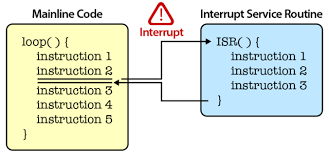 Mainline Code
loop() {
instruction 1
instruction 2
instruction 3
instruction 4
instruction 5
}
Interrupt
Interrupt Service Routine
ISR() {
instruction 1
instruction 2
instruction 3
}